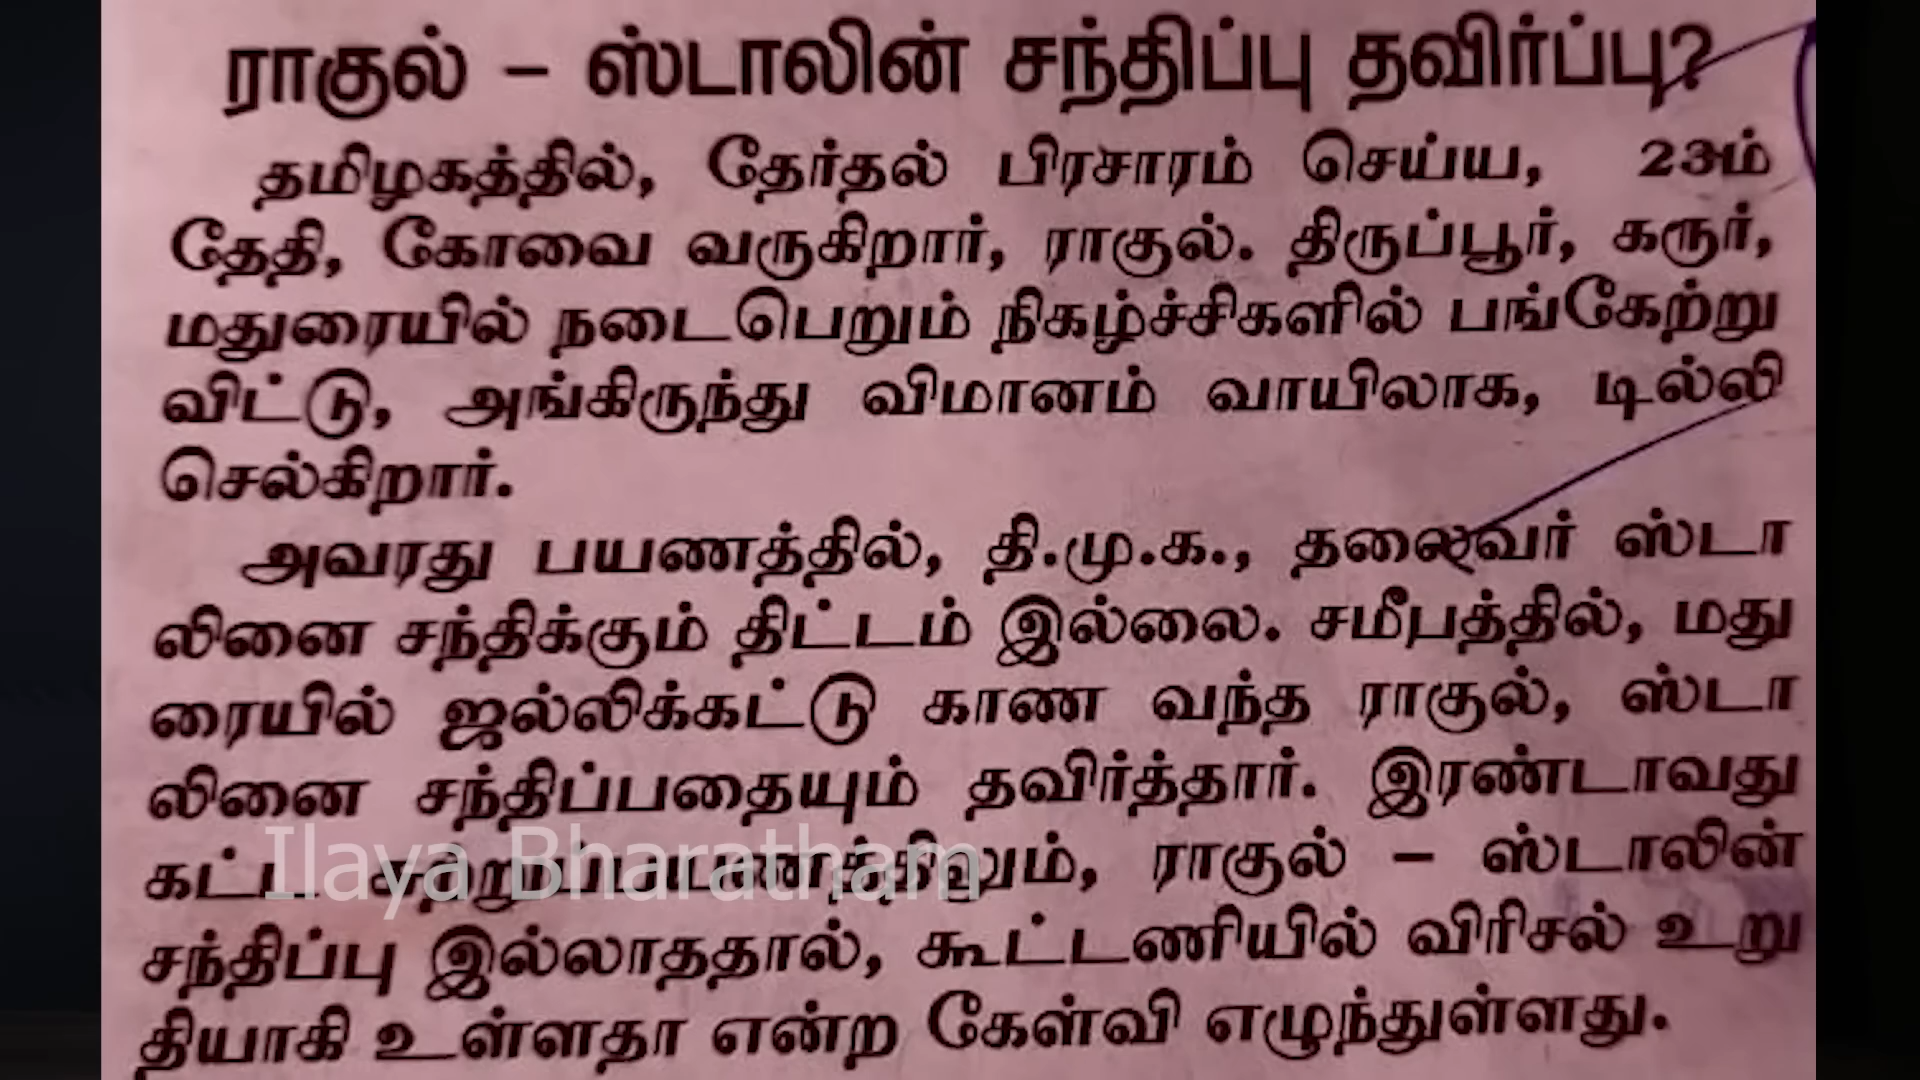 ராகுல் – ஸ்டாலின் சந்திப்பு தவிர்ப்பு?
தமிழகத்தில், தேர்தல் பிரசாரம் செய்ய, 23ம்
தேதி, கோவை வருகிறார், ராகுல். திருப்பூர், கரூர்,
மதுரையில் நடைபெறும் நிகழ்ச்சிகளில் பங்கேற்று
விட்டு, அங்கிருந்து விமானம் வாயிலாக, டில்லி
செல்கிறார்.
அவரது பயணத்தில், தி.மு.க., தலைவர் ஸ்டா
லினை சந்திக்கும் திட்டம் இல்லை. சமீபத்தில், மது
ரையில் ஜல்லிக்கட்டு காண வந்த ராகுல், ஸ்டா
லினை சந்திப்பதையும் தவிர்த்தார். இரண்டாவது
கட்ட சுற்றுப்பயணத்திலும், ராகுல் – ஸ்டாலின்
Ilaya Bharatham
சந்திப்பு இல்லாததால், கூட்டணியில் விரிசல் உறு
தியாகி உள்ளதா என்ற கேள்வி எழுந்துள்ளது.